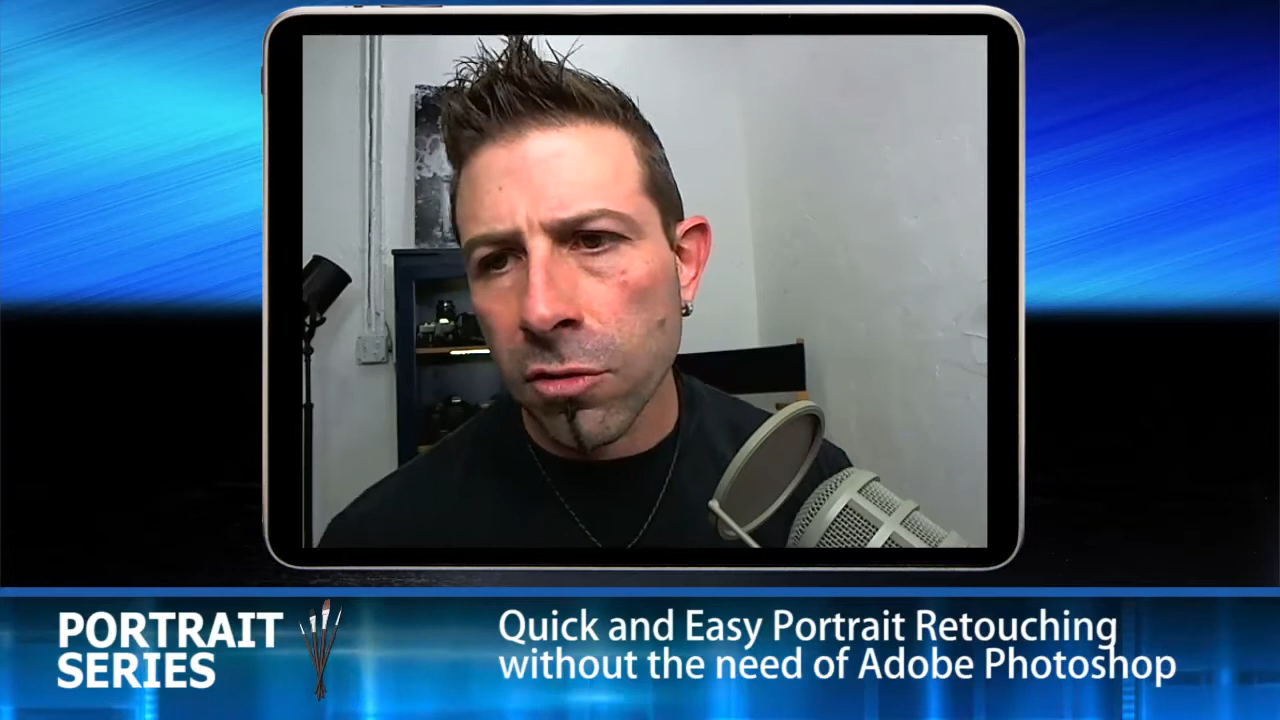 PORTRAIT
SERIES
Quick and Easy Portrait Retouching
without the need of Adobe Photoshop